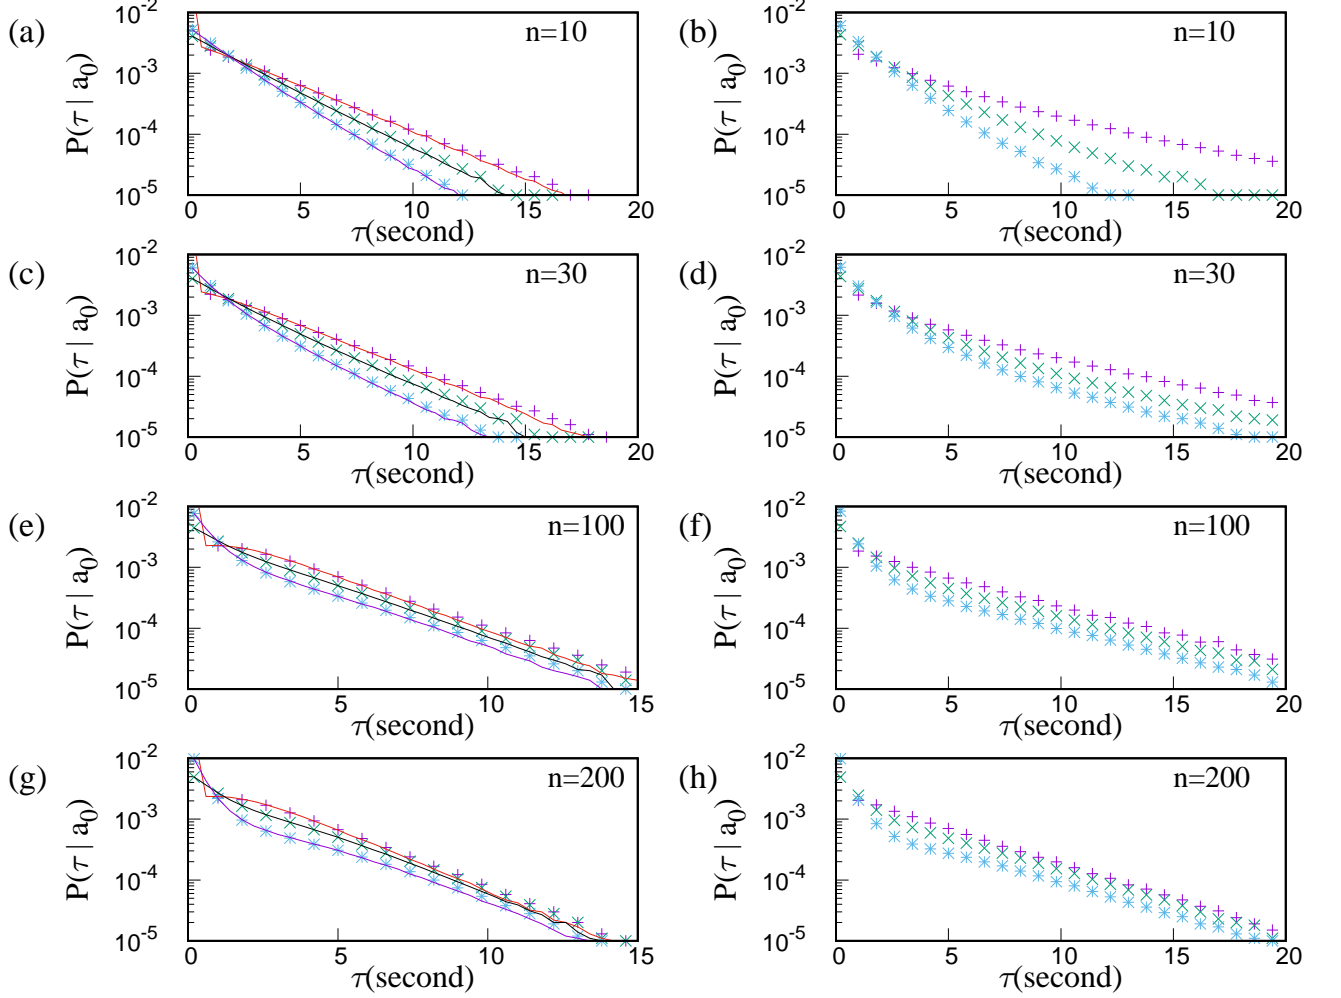 (a)
P(τ | a0)
10-2
10-3
10-4
10-5
n=10
0 5 10 15 20
τ(second)
(b)
P(τ | a0)
10-2
10-3
10-4
10-5
n=10
0 5 10 15 20
τ(second)
(c)
P(τ | a0)
10-2
10-3
10-4
10-5
n=30
0 5 10 15 20
τ(second)
(d)
P(τ | a0)
10-2
10-3
10-4
10-5
n=30
0 5 10 15 20
τ(second)
(e)
P(τ | a0)
10-2
10-3
10-4
10-5
n=100
0 5 10 15
τ(second)
(f)
P(τ | a0)
10-2
10-3
10-4
10-5
n=100
0 5 10 15 20
τ(second)
(g)
P(τ | a0)
10-2
10-3
10-4
10-5
n=200
0 5 10 15
τ(second)
(h)
P(τ | a0)
10-2
10-3
10-4
10-5
n=200
0 5 10 15 20
τ(second)